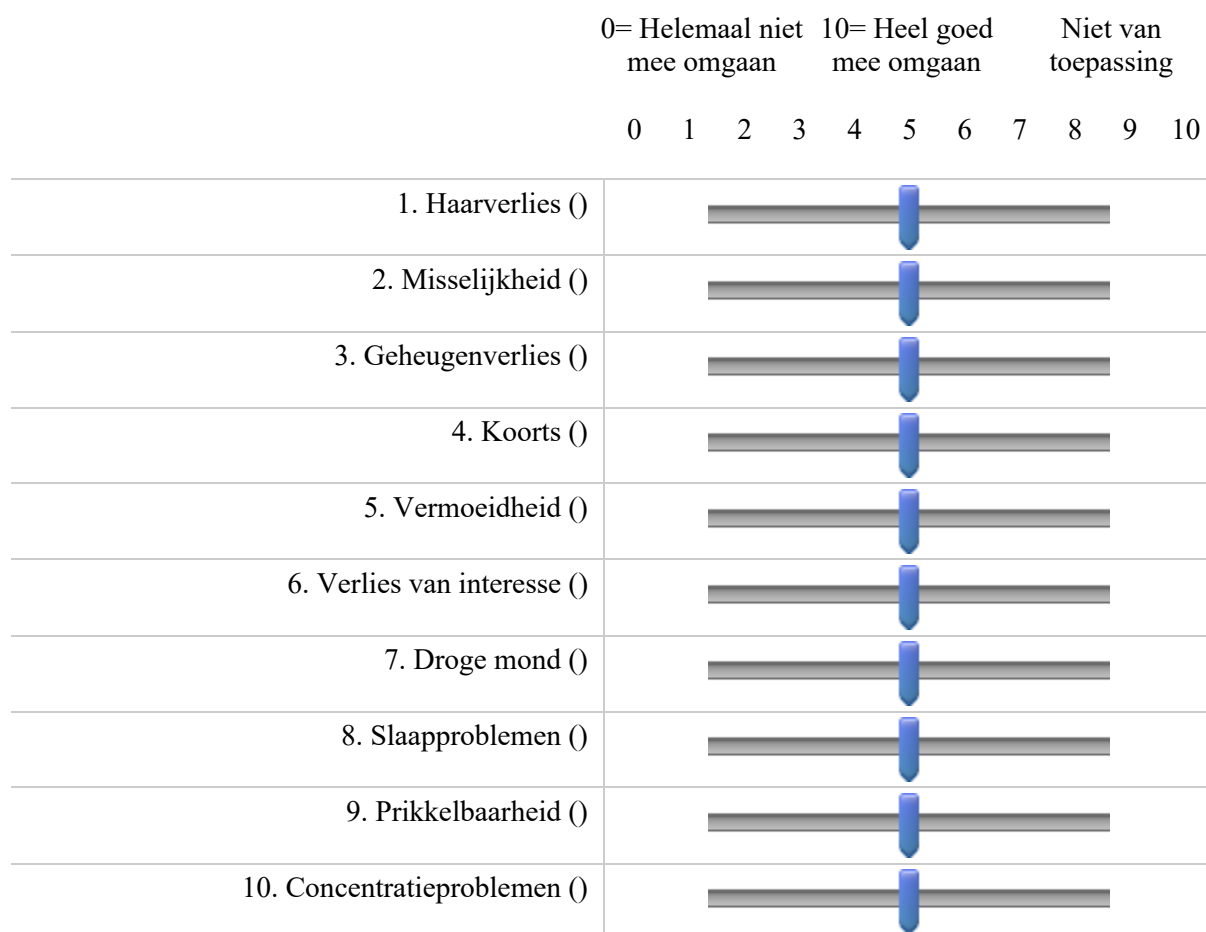 0= Helemaal niet mee omgaan
10= Heel goed mee omgaan
Niet van toepassing
0 1 2 3 4 5 6 7 8 9 10
1. Haarverlies ()
2. Misselijkheid ()
3. Geheugenverlies ()
4. Koorts ()
5. Vermoeidheid ()
6. Verlies van interesse ()
7. Droge mond ()
8. Slaapproblemen ()
9. Prikkelbaarheid ()
10. Concentratieproblemen ()